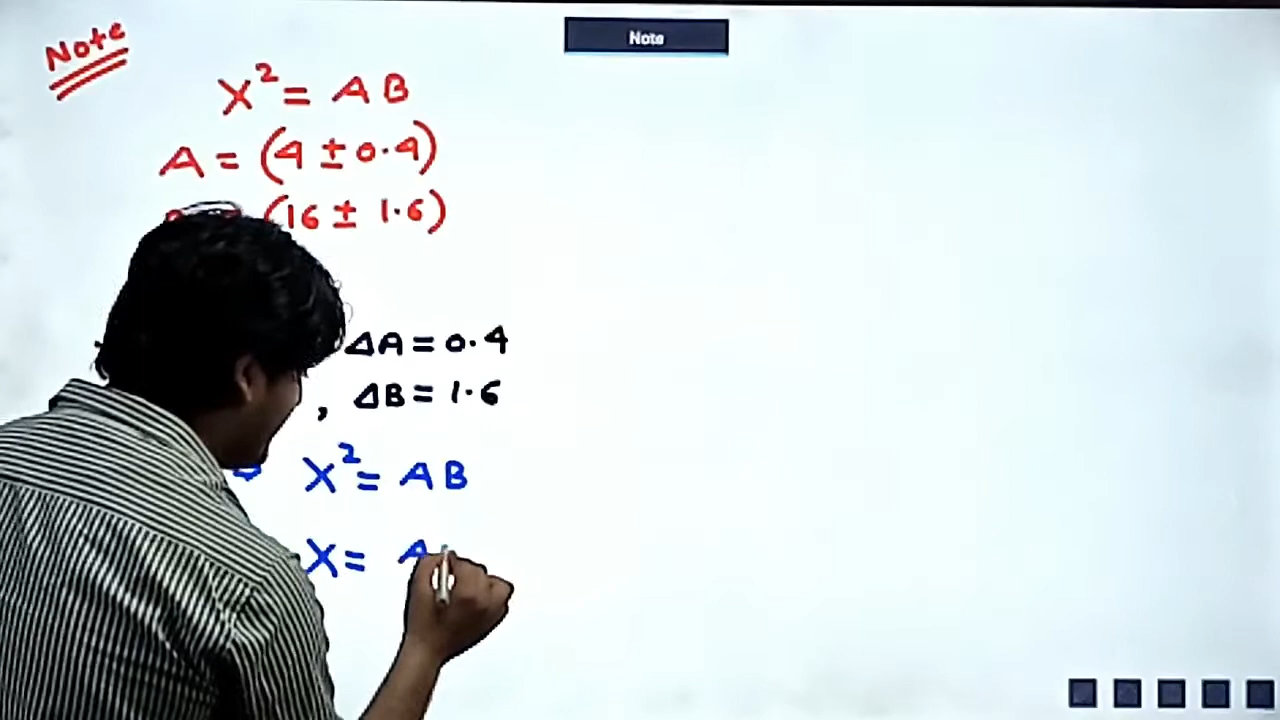 Note
Note
X² = AB
A = (4 ± 0.4)
(16 ± 1.6)
ΔA = 0.4
, ΔB = 1.6
X² = AB
X = A